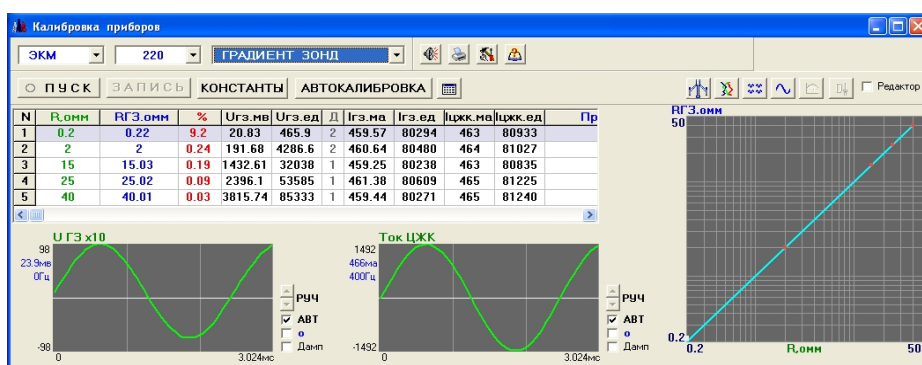 Калибровка приборов
ЭКМ 220 ГРАДИЕНТ ЗОНД
ПУСК ЗАПИСЬ КОНСТАНТЫ АВТОКАЛИБРОВКА Редактор
N R,омм RГЗ.омм % Uгз.мв Uгз.ед Д Iгз.ма Iгз.ед Iцжк.ма Iцжк.ед Пр
1 0.2 0.22 9.2 20.83 465.9 2 459.57 80294 463 80933
2 2 2 0.24 191.68 4286.6 2 460.64 80480 464 81027
3 15 15.03 0.19 1432.61 32038 1 459.25 80238 463 80835
4 25 25.02 0.09 2396.1 53585 1 461.38 80609 465 81225
5 40 40.01 0.03 3815.74 85333 1 459.44 80271 465 81240
U ГЗ x10
98
23.9мв
0Гц
-98
0 3.024мс
РУЧ
АВТ
о
Дамп
Ток ЦЖК
1492
466ма
400Гц
-1492
0 3.024мс
РУЧ
АВТ
о
Дамп
RГЗ.омм
50
0.2
0.2 R,омм 50